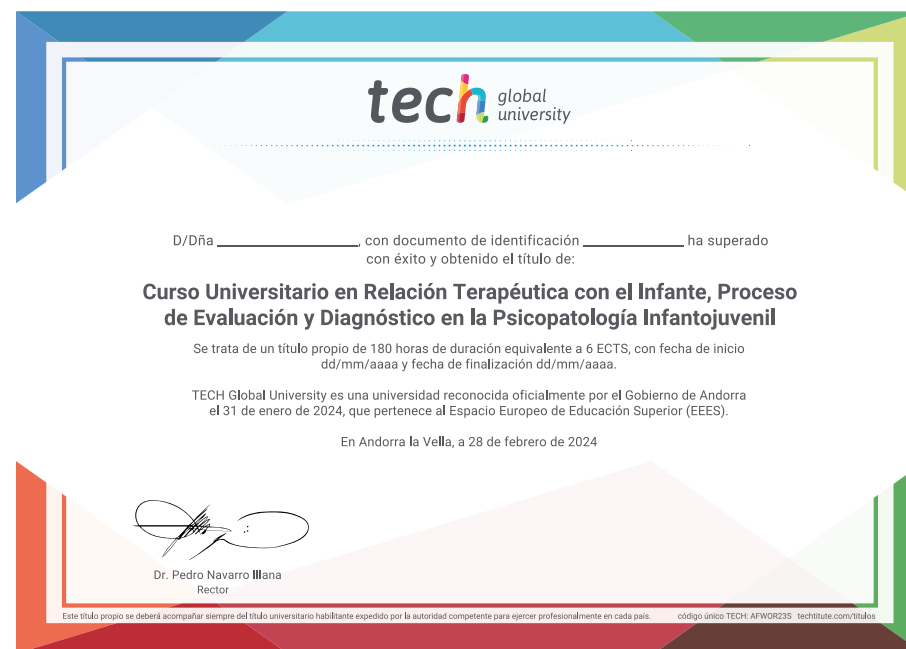 tech global
university
D/Dña ____________________, con documento de identificación ______________ ha superado
con éxito y obtenido el título de:
Curso Universitario en Relación Terapéutica con el Infante, Proceso
de Evaluación y Diagnóstico en la Psicopatología Infantojuvenil
Se trata de un título propio de 180 horas de duración equivalente a 6 ECTS, con fecha de inicio
dd/mm/aaaa y fecha de finalización dd/mm/aaaa.
TECH Global University es una universidad reconocida oficialmente por el Gobierno de Andorra
el 31 de enero de 2024, que pertenece al Espacio Europeo de Educación Superior (EEES).
En Andorra la Vella, a 28 de febrero de 2024
Dr. Pedro Navarro Illana
Rector
Este título propio se deberá acompañar siempre del título universitario habilitante expedido por la autoridad competente para ejercer profesionalmente en cada país. código único TECH: AFWOR23S techtitute.com/titulos